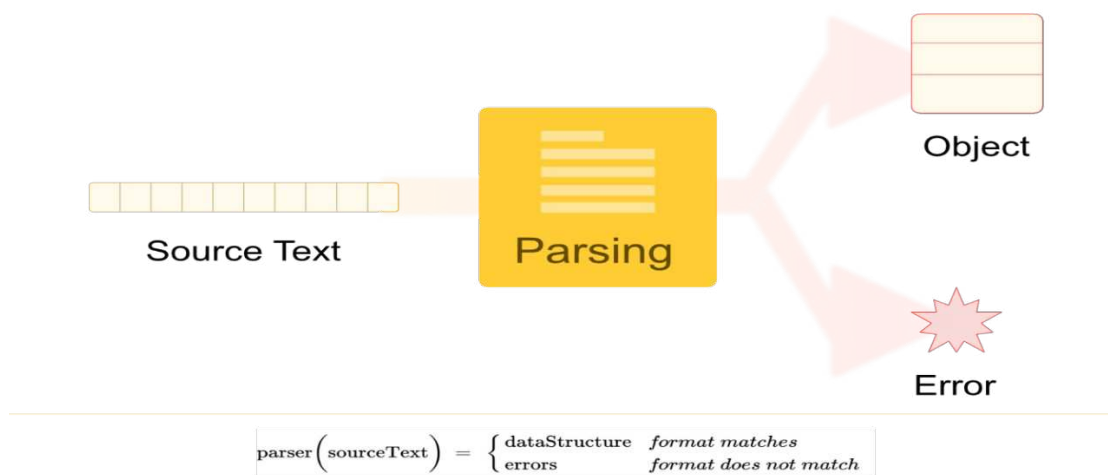 Object
Source Text
Parsing
Error
parser(sourceText) = { dataStructure format matches
errors format does not match